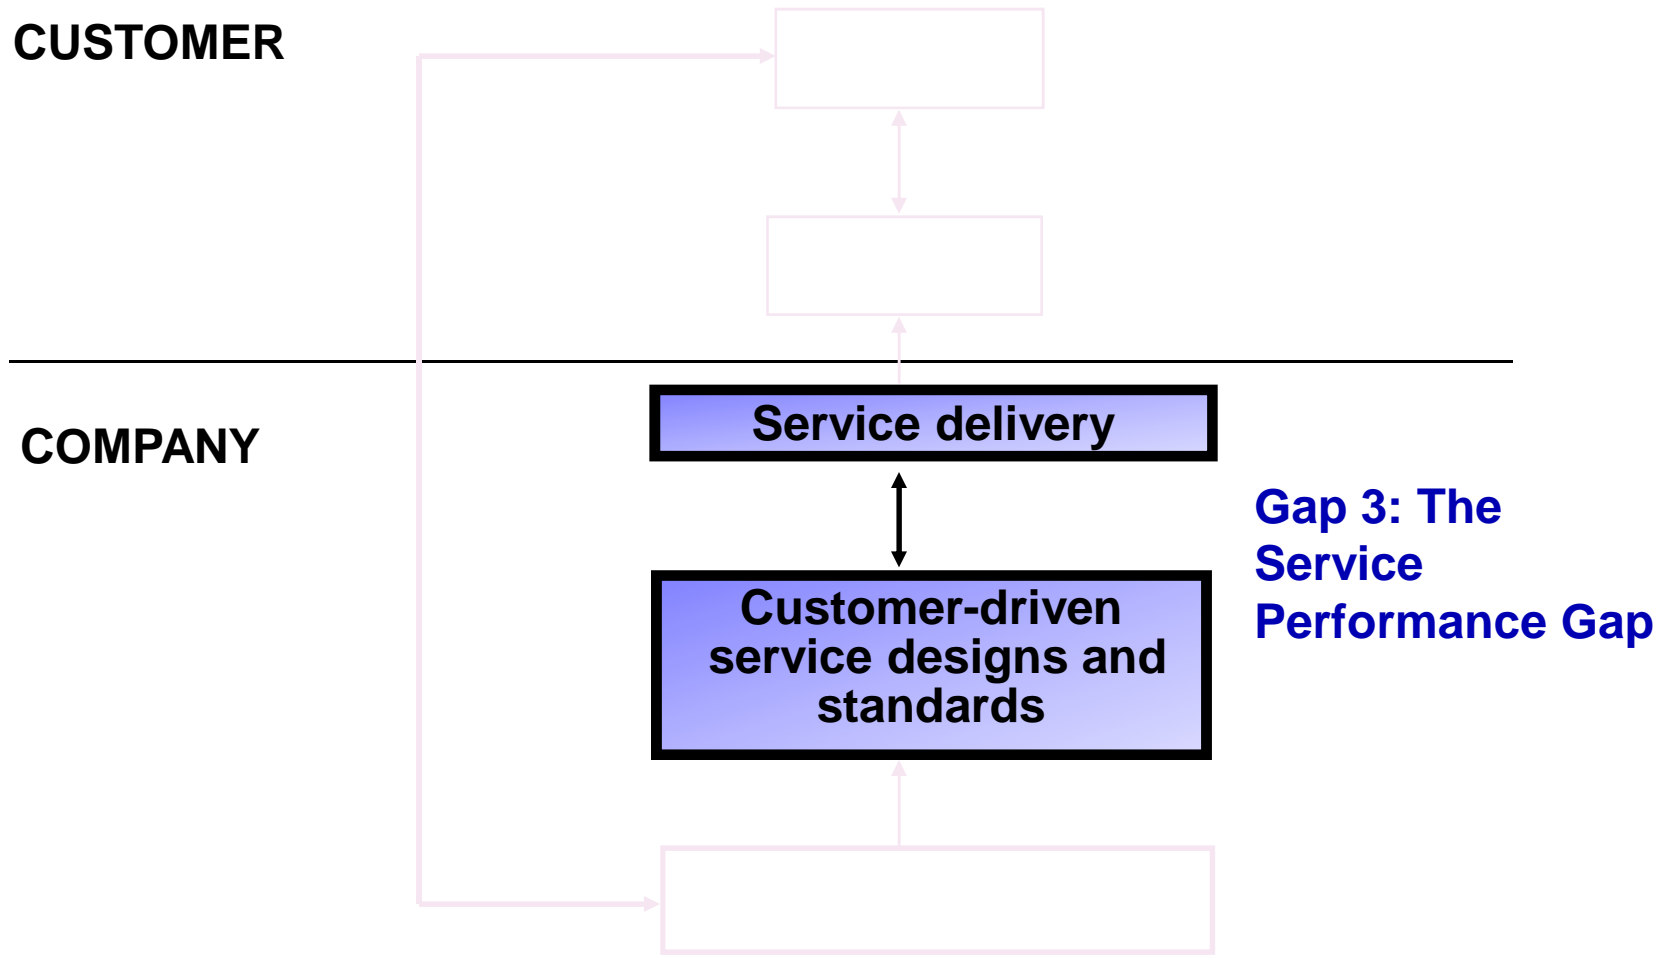 CUSTOMER
COMPANY
Service delivery
Gap 3: The
Service
Performance Gap
Customer-driven
service designs and
standards